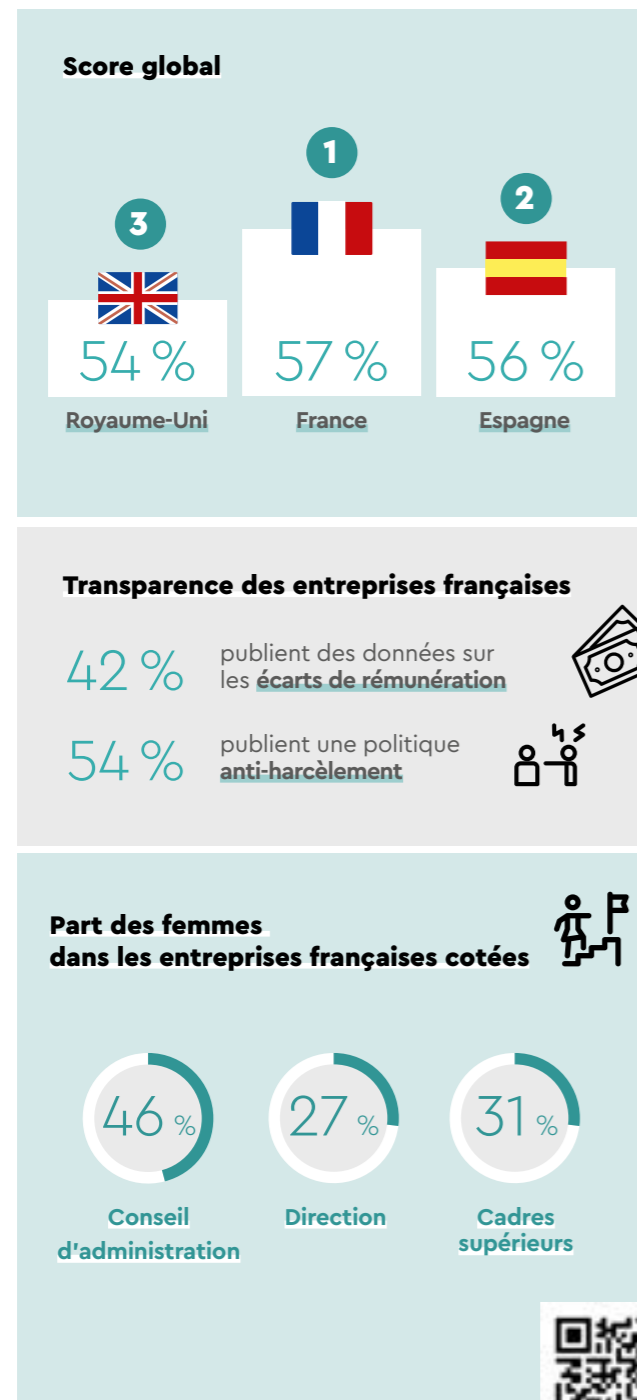 Score global
1
2
3
54 %
57 %
56 %
Royaume-Uni
France
Espagne
Transparence des entreprises françaises
42 %
publient des données sur
les écarts de rémunération
54 %
publient une politique
anti-harcèlement
Part des femmes
dans les entreprises françaises cotées
46 %
27 %
31 %
Conseil
d'administration
Direction
Cadres
supérieurs